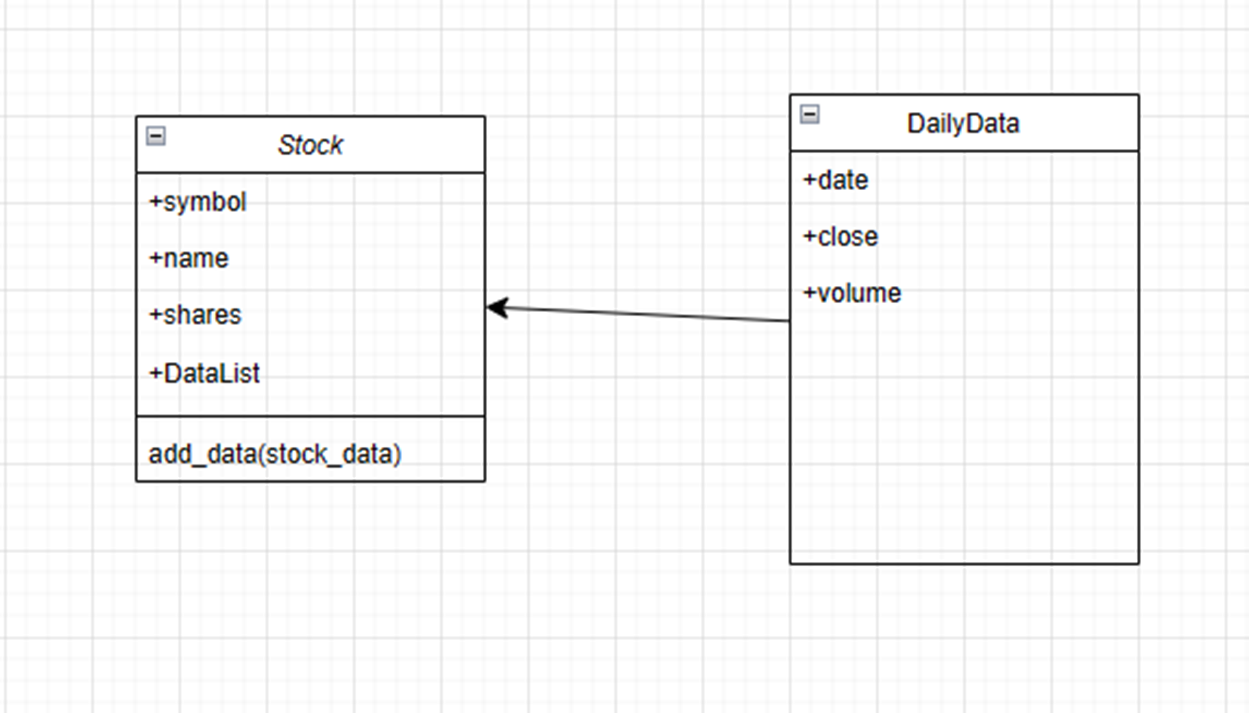 Stock
+symbol
+name
+shares
+DataList
add_data(stock_data)
DailyData
+date
+close
+volume